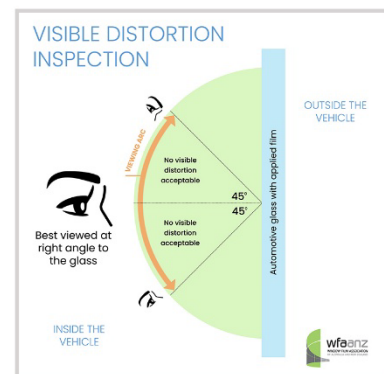 VISIBLE DISTORTION
INSPECTION
OUTSIDE THE
VEHICLE
VIEWING ARC
No visible
distortion
acceptable
45°
45°
No visible
distortion
acceptable
Automotive glass with applied film
Best viewed at
right angle to
the glass
INSIDE THE
VEHICLE
wfaanz